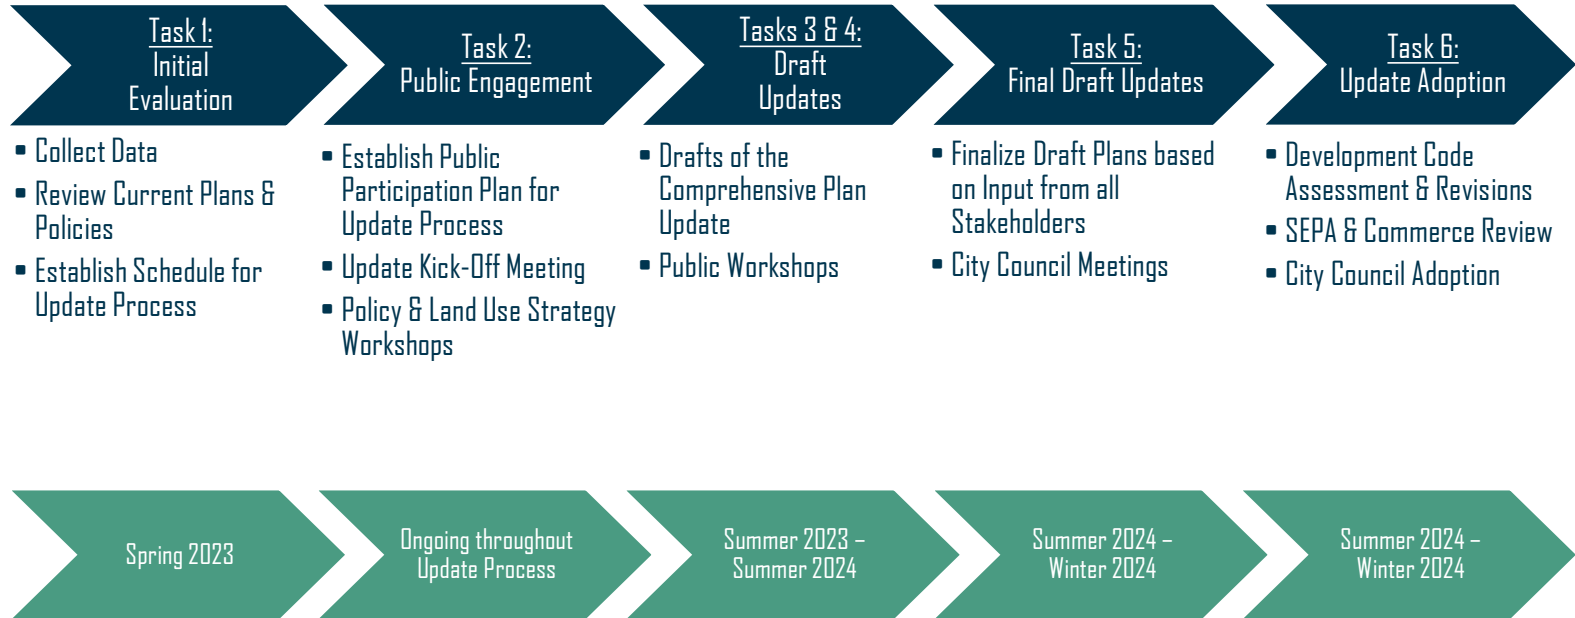 Task 1:
Initial
Evaluation
▪ Collect Data
▪ Review Current Plans &
Policies
▪ Establish Schedule for
Update Process
Task 2:
Public Engagement
▪ Establish Public
Participation Plan for
Update Process
▪ Update Kick-Off Meeting
▪ Policy & Land Use Strategy
Workshops
Tasks 3 & 4:
Draft
Updates
▪ Drafts of the
Comprehensive Plan
Update
▪ Public Workshops
Task 5:
Final Draft Updates
▪ Finalize Draft Plans based
on Input from all
Stakeholders
▪ City Council Meetings
Task 6:
Update Adoption
▪ Development Code
Assessment & Revisions
▪ SEPA & Commerce Review
▪ City Council Adoption
Spring 2023
Ongoing throughout
Update Process
Summer 2023 –
Summer 2024
Summer 2024 –
Winter 2024
Summer 2024 –
Winter 2024